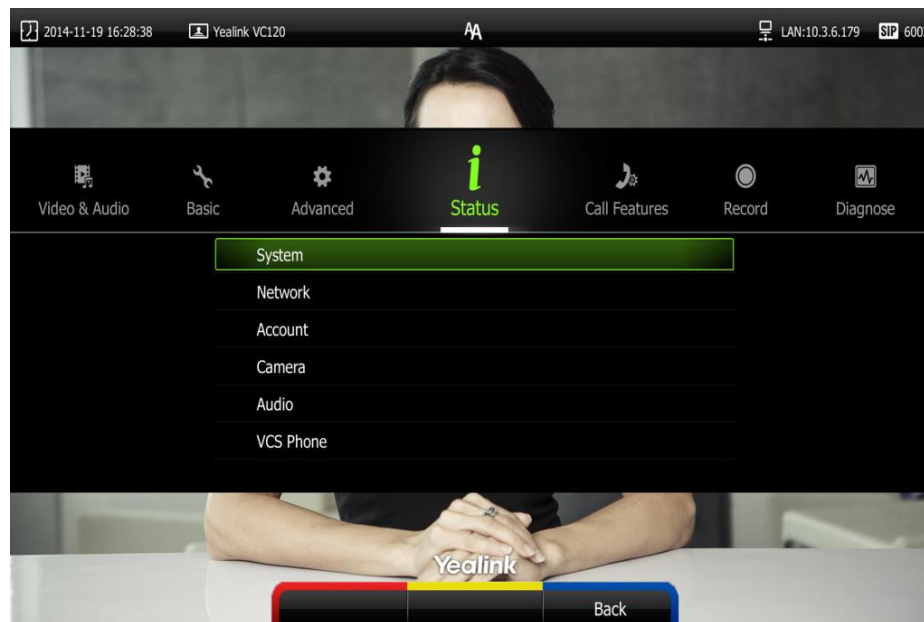 2014-11-19 16:28:38 Yealink VC120 AA LAN:10.3.6.179 SIP 600
Video & Audio Basic Advanced Status Call Features Record Diagnose
System
Network
Account
Camera
Audio
VCS Phone
Yealink
Back